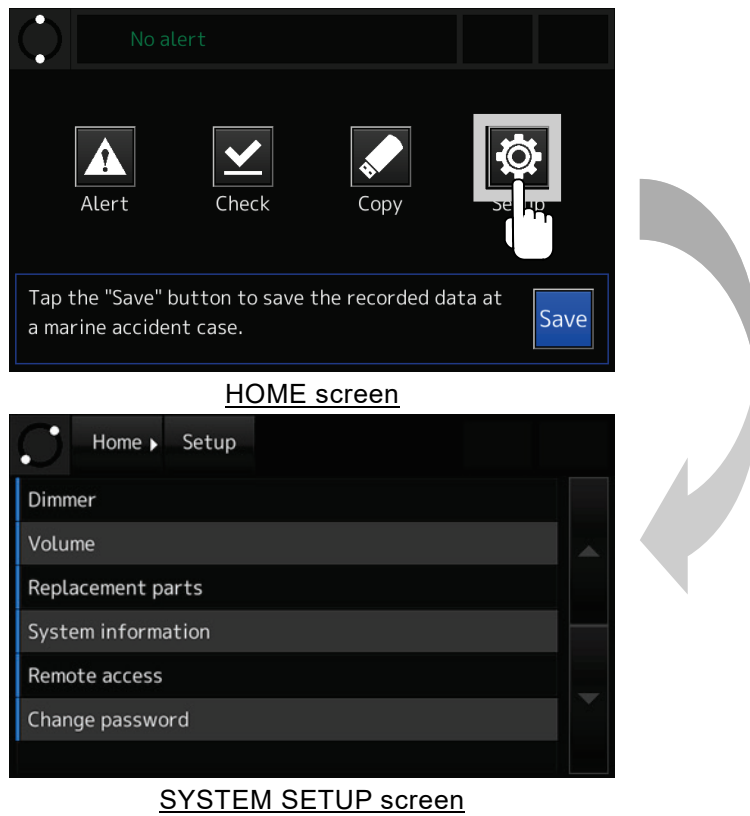 No alert
Alert Check Copy Setup
Tap the "Save" button to save the recorded data at
a marine accident case.
Save
HOME screen
Home Setup
Dimmer
Volume
Replacement parts
System information
Remote access
Change password
SYSTEM SETUP screen